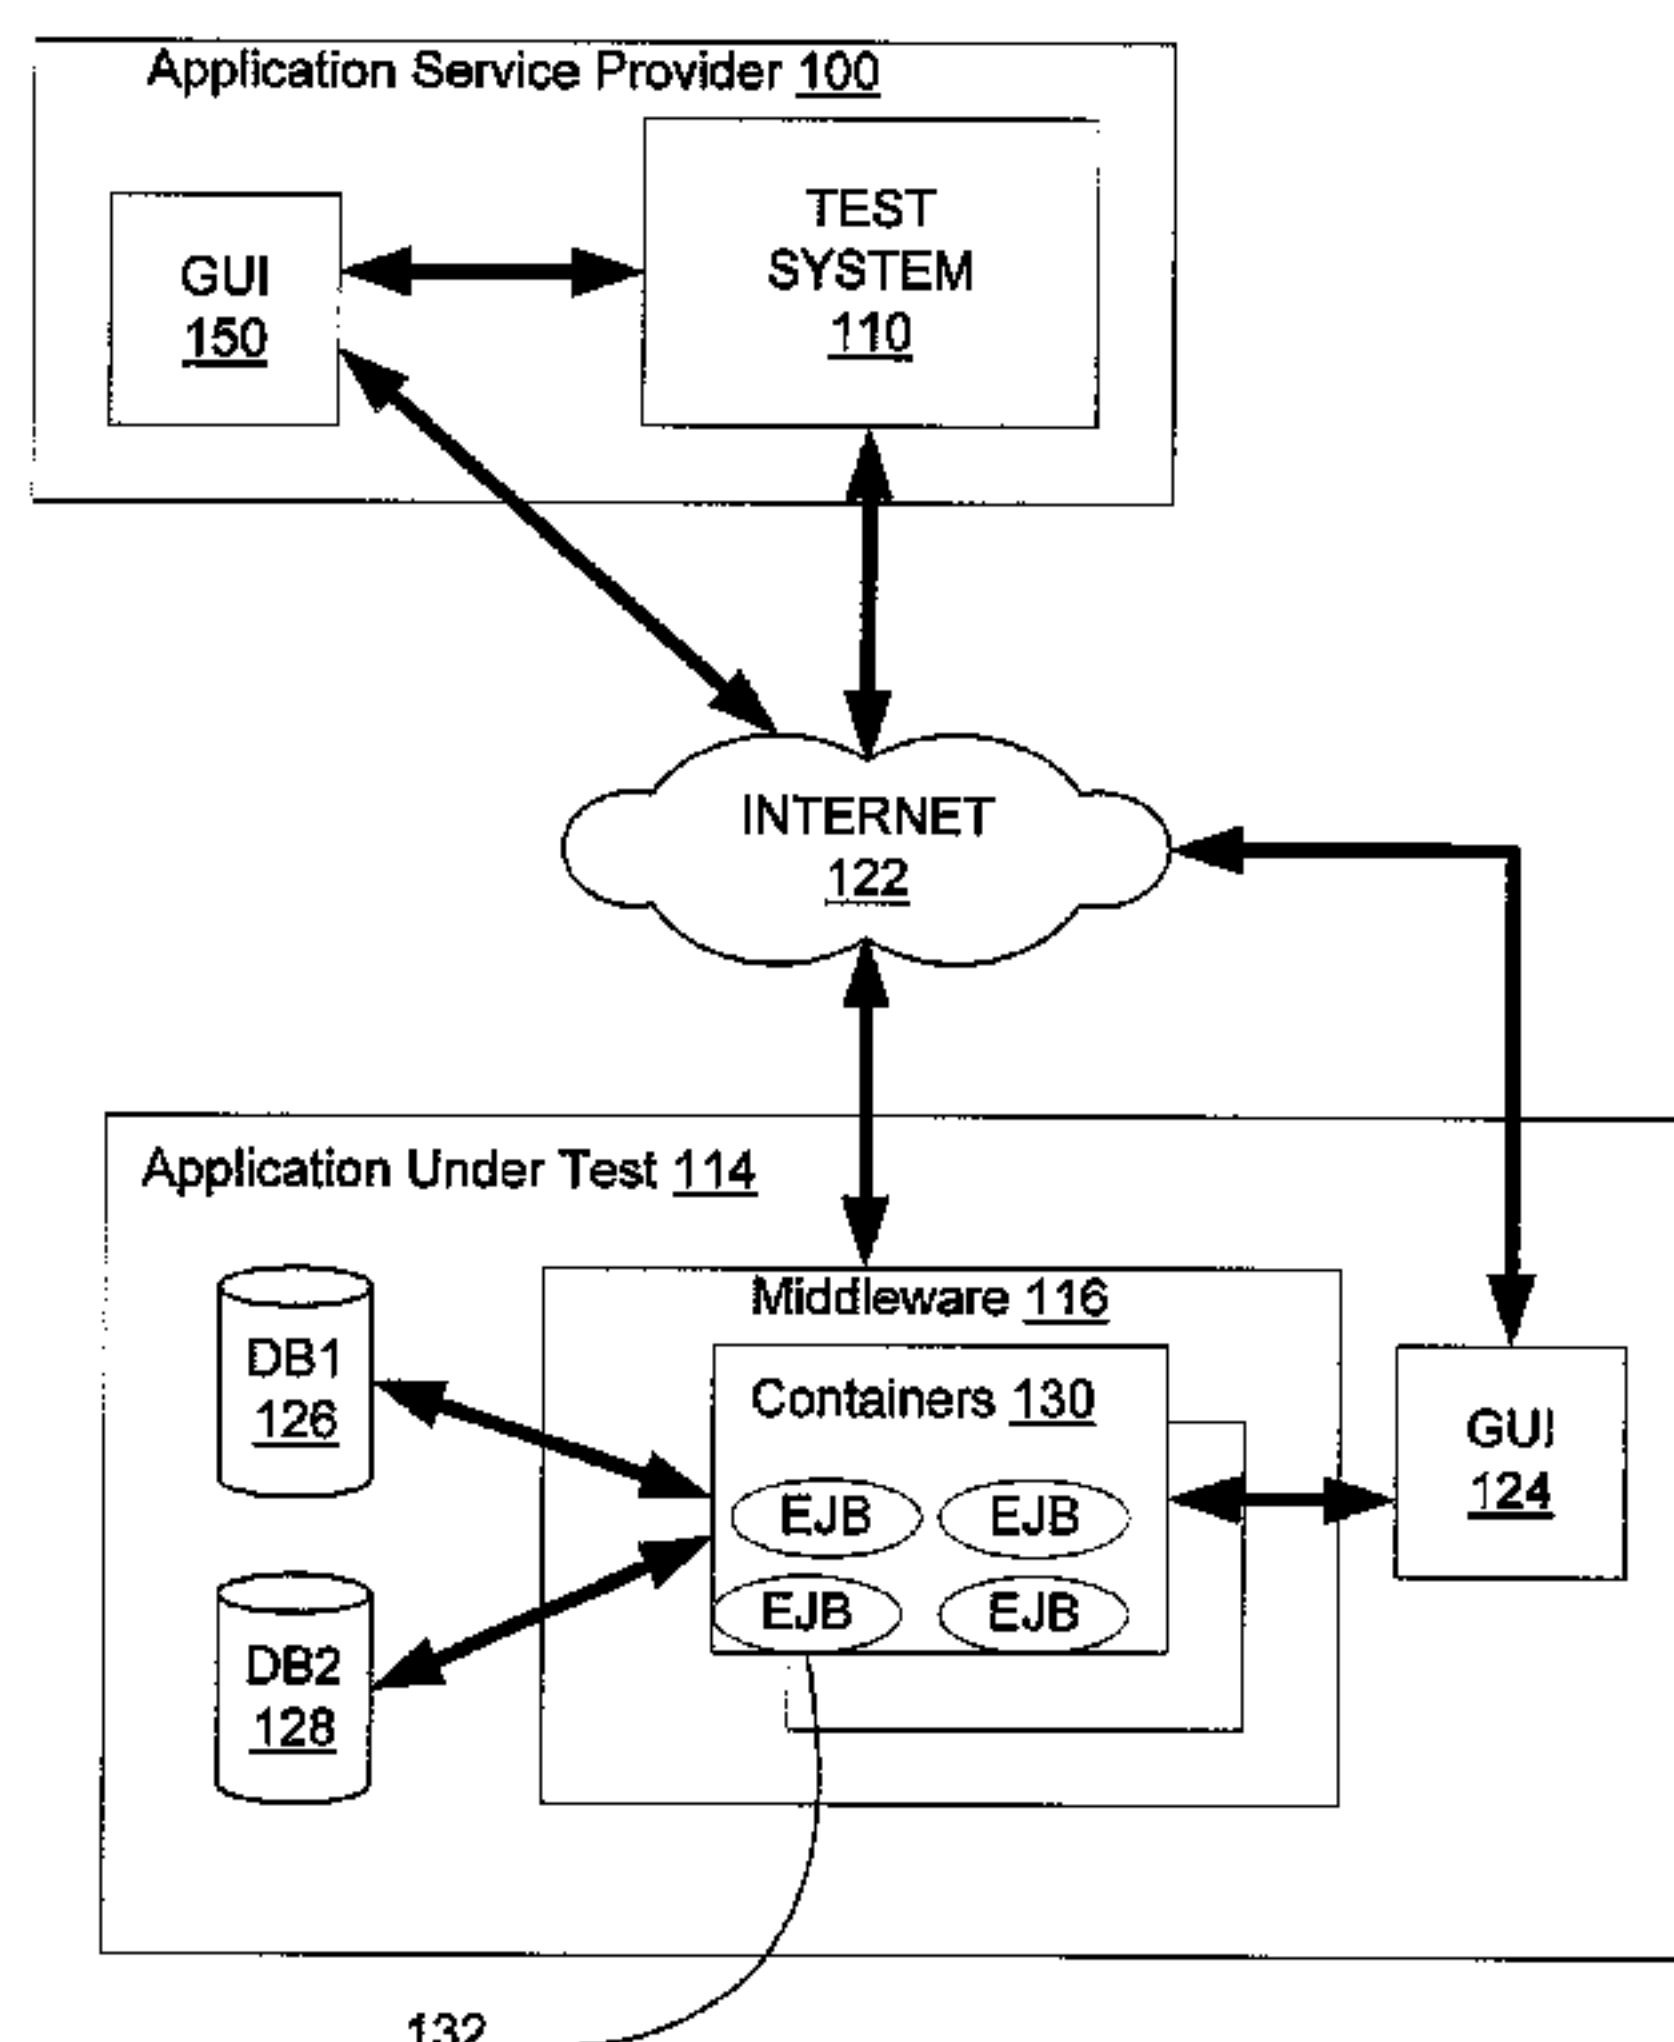 Application Service Provider 100
TEST
SYSTEM
110
GUI
150
INTERNET
122
Application Under Test 114
Middleware 116
DB1
126
Containers 130
GUI
124
EJB EJB
EJB EJB
DB2
128
132